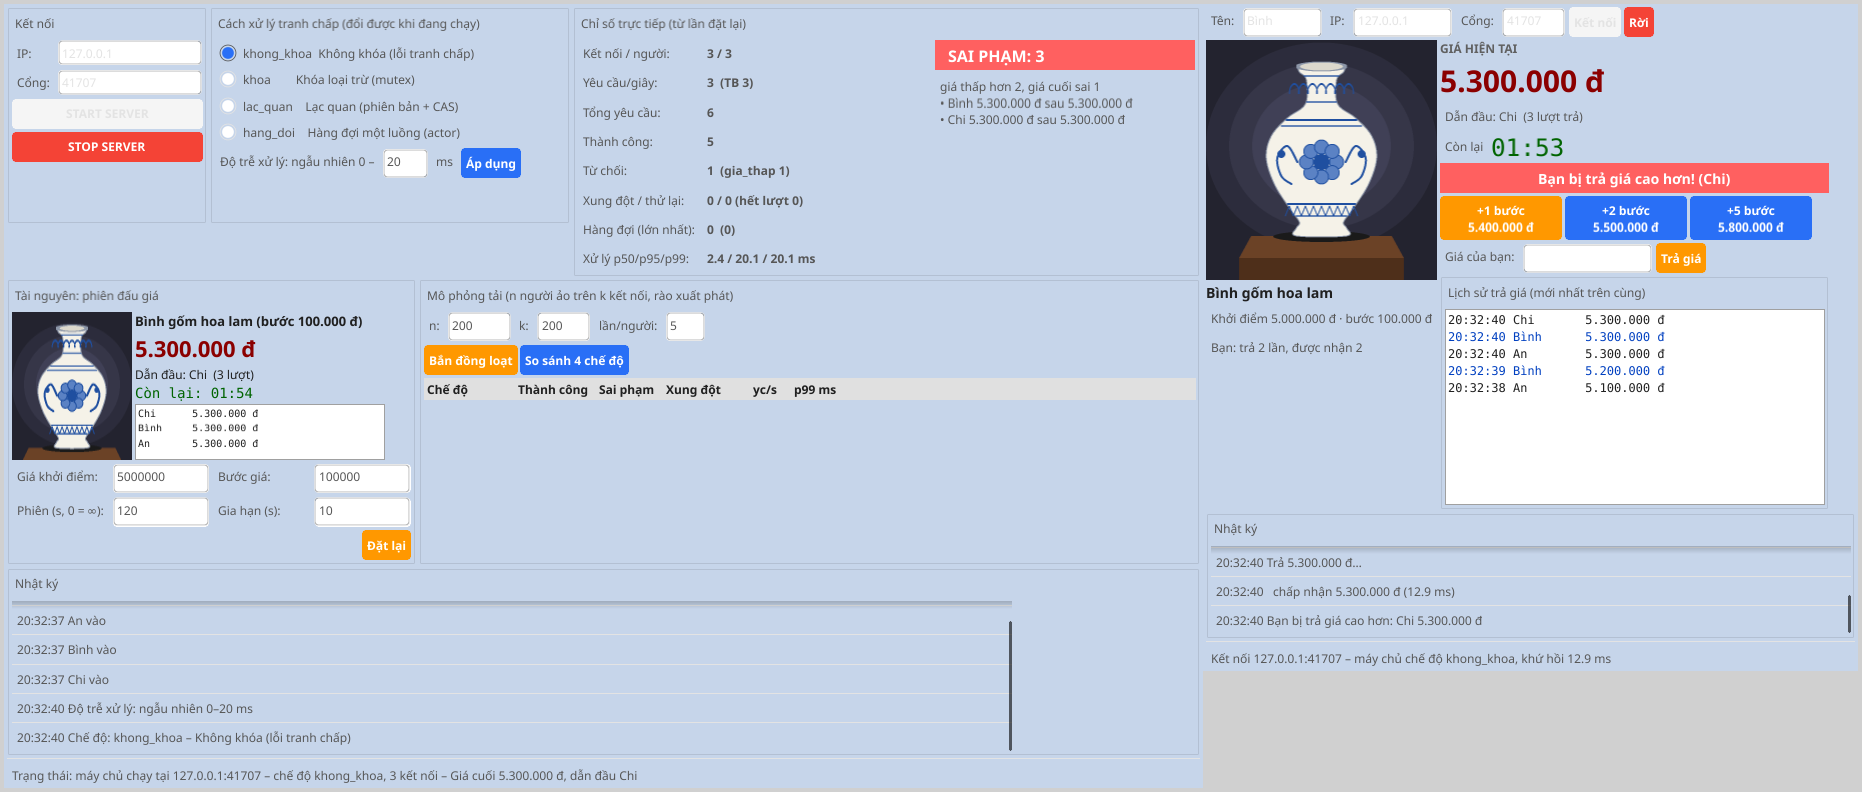 Kết nối
IP: 127.0.0.1
Cổng: 41707
START SERVER
STOP SERVER
Cách xử lý tranh chấp (đổi được khi đang chạy)
khong_khoa Không khóa (lỗi tranh chấp)
khoa Khóa loại trừ (mutex)
lac_quan Lạc quan (phiên bản + CAS)
hang_doi Hàng đợi một luồng (actor)
Độ trễ xử lý: ngẫu nhiên 0 – 20 ms Áp dụng
Chỉ số trực tiếp (từ lần đặt lại)
Kết nối / người: 3 / 3
Yêu cầu/giây: 3 (TB 3)
Tổng yêu cầu: 6
Thành công: 5
Từ chối: 1 (gia_thap 1)
Xung đột / thử lại: 0 / 0 (hết lượt 0)
Hàng đợi (lớn nhất): 0 (0)
Xử lý p50/p95/p99: 2.4 / 20.1 / 20.1 ms
SAI PHẠM: 3
giá thấp hơn 2, giá cuối sai 1
• Bình 5.300.000 đ sau 5.300.000 đ
• Chi 5.300.000 đ sau 5.300.000 đ
Tài nguyên: phiên đấu giá
Bình gốm hoa lam (bước 100.000 đ)
5.300.000 đ
Dẫn đầu: Chi (3 lượt)
Còn lại: 01:54
Chi 5.300.000 đ
Bình 5.300.000 đ
An 5.300.000 đ
Giá khởi điểm: 5000000 Bước giá: 100000
Phiên (s, 0 = ∞): 120 Gia hạn (s): 10
Đặt lại
Mô phỏng tải (n người ảo trên k kết nối, rào xuất phát)
n: 200 k: 200 lần/người: 5
Bắn đồng loạt So sánh 4 chế độ
Chế độ Thành công Sai phạm Xung đột yc/s p99 ms
Nhật ký
20:32:37 An vào
20:32:37 Bình vào
20:32:37 Chi vào
20:32:40 Độ trễ xử lý: ngẫu nhiên 0–20 ms
20:32:40 Chế độ: khong_khoa – Không khóa (lỗi tranh chấp)
Trạng thái: máy chủ chạy tại 127.0.0.1:41707 – chế độ khong_khoa, 3 kết nối – Giá cuối 5.300.000 đ, dẫn đầu Chi
Tên: Bình IP: 127.0.0.1 Cổng: 41707 Kết nối Rời
GIÁ HIỆN TẠI
5.300.000 đ
Dẫn đầu: Chi (3 lượt trả)
Còn lại 01:53
Bạn bị trả giá cao hơn! (Chi)
+1 bước
5.400.000 đ
+2 bước
5.500.000 đ
+5 bước
5.800.000 đ
Giá của bạn: Trả giá
Bình gốm hoa lam
Khởi điểm 5.000.000 đ · bước 100.000 đ
Bạn: trả 2 lần, được nhận 2
Lịch sử trả giá (mới nhất trên cùng)
20:32:40 Chi 5.300.000 đ
20:32:40 Bình 5.300.000 đ
20:32:40 An 5.300.000 đ
20:32:39 Bình 5.200.000 đ
20:32:38 An 5.100.000 đ
Nhật ký
20:32:40 Trả 5.300.000 đ...
20:32:40 chấp nhận 5.300.000 đ (12.9 ms)
20:32:40 Bạn bị trả giá cao hơn: Chi 5.300.000 đ
Kết nối 127.0.0.1:41707 – máy chủ chế độ khong_khoa, khứ hồi 12.9 ms